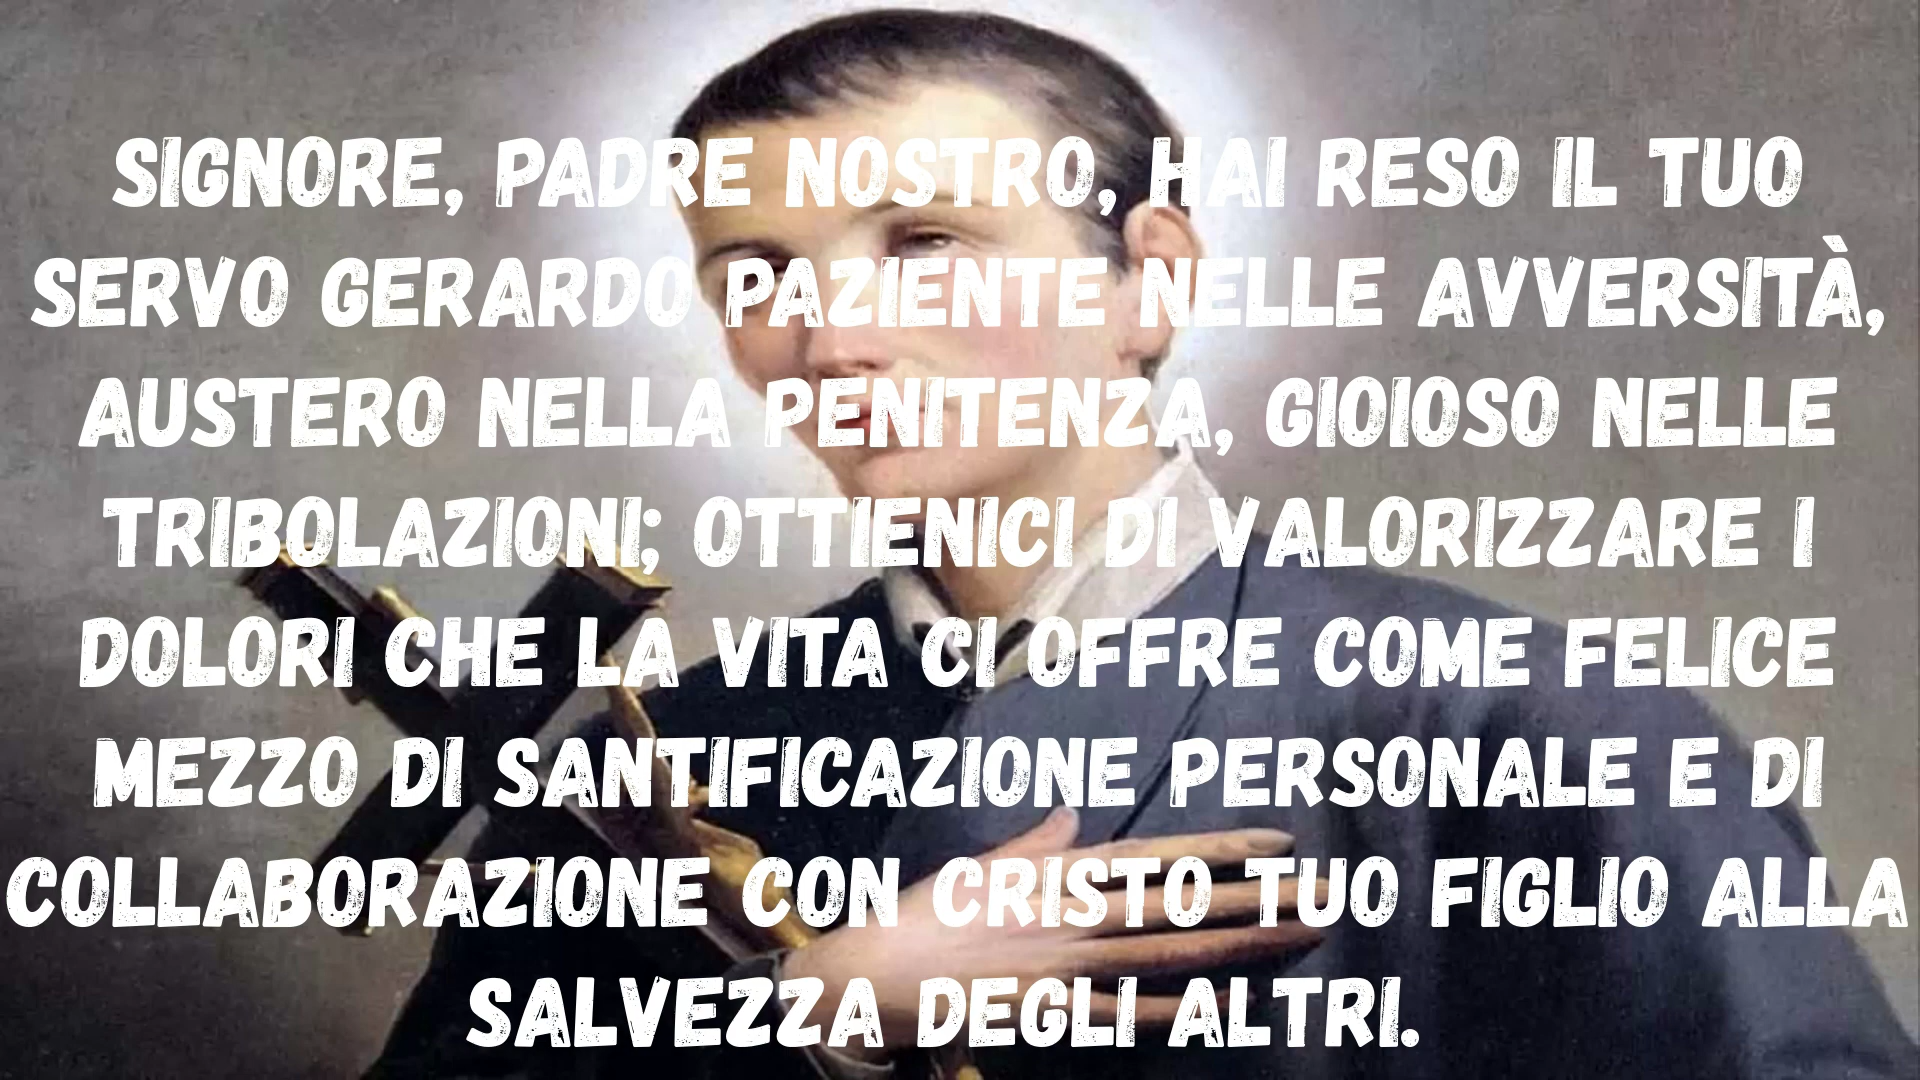 SIGNORE, PADRE NOSTRO, HAI RESO IL TUO
SERVO GERARDO PAZIENTE NELLE AVVERSITÀ,
AUSTERO NELLA PENITENZA, GIOIOSO NELLE
TRIBOLAZIONI; OTTIENICI DI VALORIZZARE I
DOLORI CHE LA VITA CI OFFRE COME FELICE
MEZZO DI SANTIFICAZIONE PERSONALE E DI
COLLABORAZIONE CON CRISTO TUO FIGLIO ALLA
SALVEZZA DEGLI ALTRI.